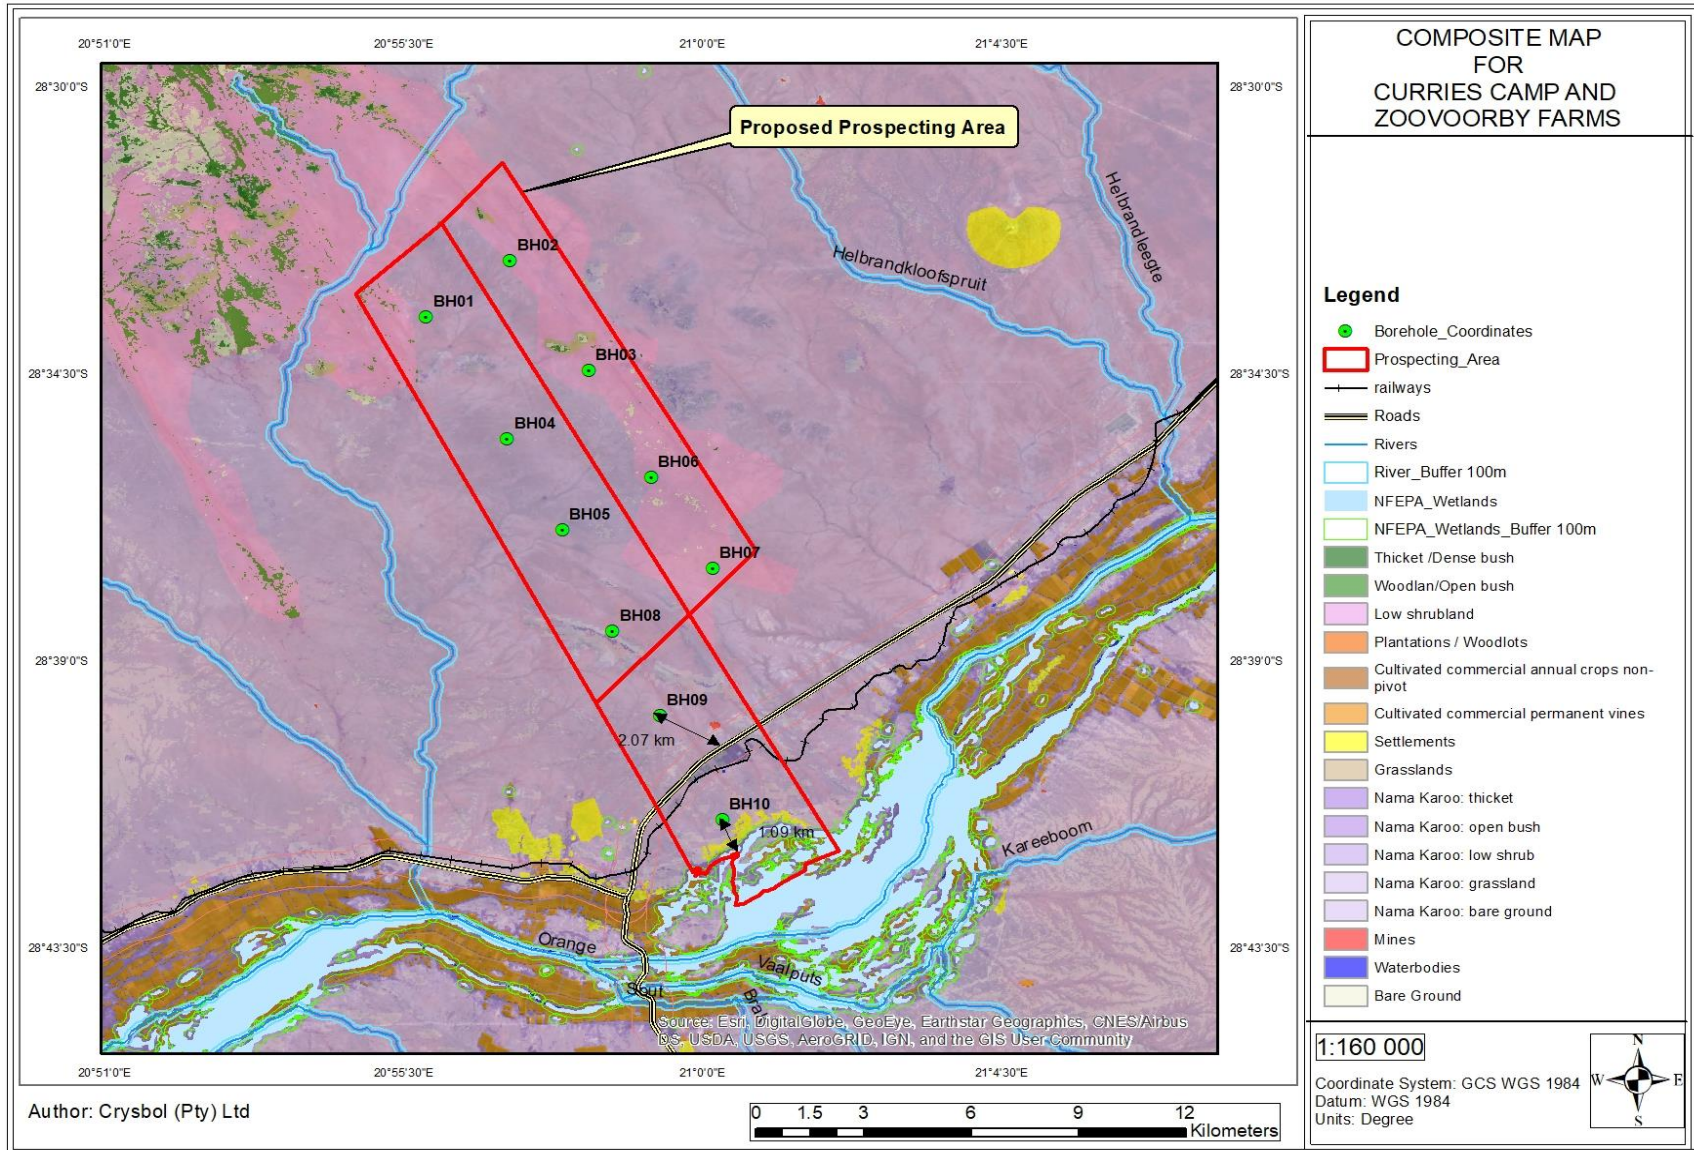 COMPOSITE MAP
FOR
CURRIES CAMP AND
ZOOVOORBY FARMS
20°51'0"E
20°55'30"E
21°0'0"E
21°4'30"E
28°30'0"S
28°30'0"S
Proposed Prospecting Area
Helbrandleegte
BH02
Helbrandkloofspruit
BH01
BH03
28°34'30"S
28°34'30"S
BH04
BH06
BH05
BH07
BH08
28°39'0"S
28°39'0"S
BH09
2.07 km
BH10
1.09 km
Kareeboom
28°43'30"S
28°43'30"S
Orange
Vaalputs
Sout
Brab
Source: Esri, DigitalGlobe, GeoEye, Earthstar Geographics, CNES/Airbus
DS, USDA, USGS, AeroGRID, IGN, and the GIS User Community
20°51'0"E
20°55'30"E
21°0'0"E
21°4'30"E
Legend
Borehole_Coordinates
Prospecting_Area
railways
Roads
Rivers
River_Buffer 100m
NFEPA_Wetlands
NFEPA_Wetlands_Buffer 100m
Thicket /Dense bush
Woodlan/Open bush
Low shrubland
Plantations / Woodlots
Cultivated commercial annual crops non-
pivot
Cultivated commercial permanent vines
Settlements
Grasslands
Nama Karoo: thicket
Nama Karoo: open bush
Nama Karoo: low shrub
Nama Karoo: grassland
Nama Karoo: bare ground
Mines
Waterbodies
Bare Ground
1:160 000
Coordinate System: GCS WGS 1984
Datum: WGS 1984
Units: Degree
N
W
E
S
Author: Crysbol (Pty) Ltd
0 1.5 3 6 9 12
Kilometers